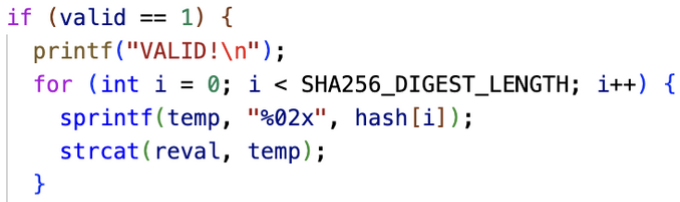 if (valid == 1) {
printf("VALID!\n");
for (int i = 0; i < SHA256_DIGEST_LENGTH; i++) {
sprintf(temp, "%02x", hash[i]);
strcat(reval, temp);
}